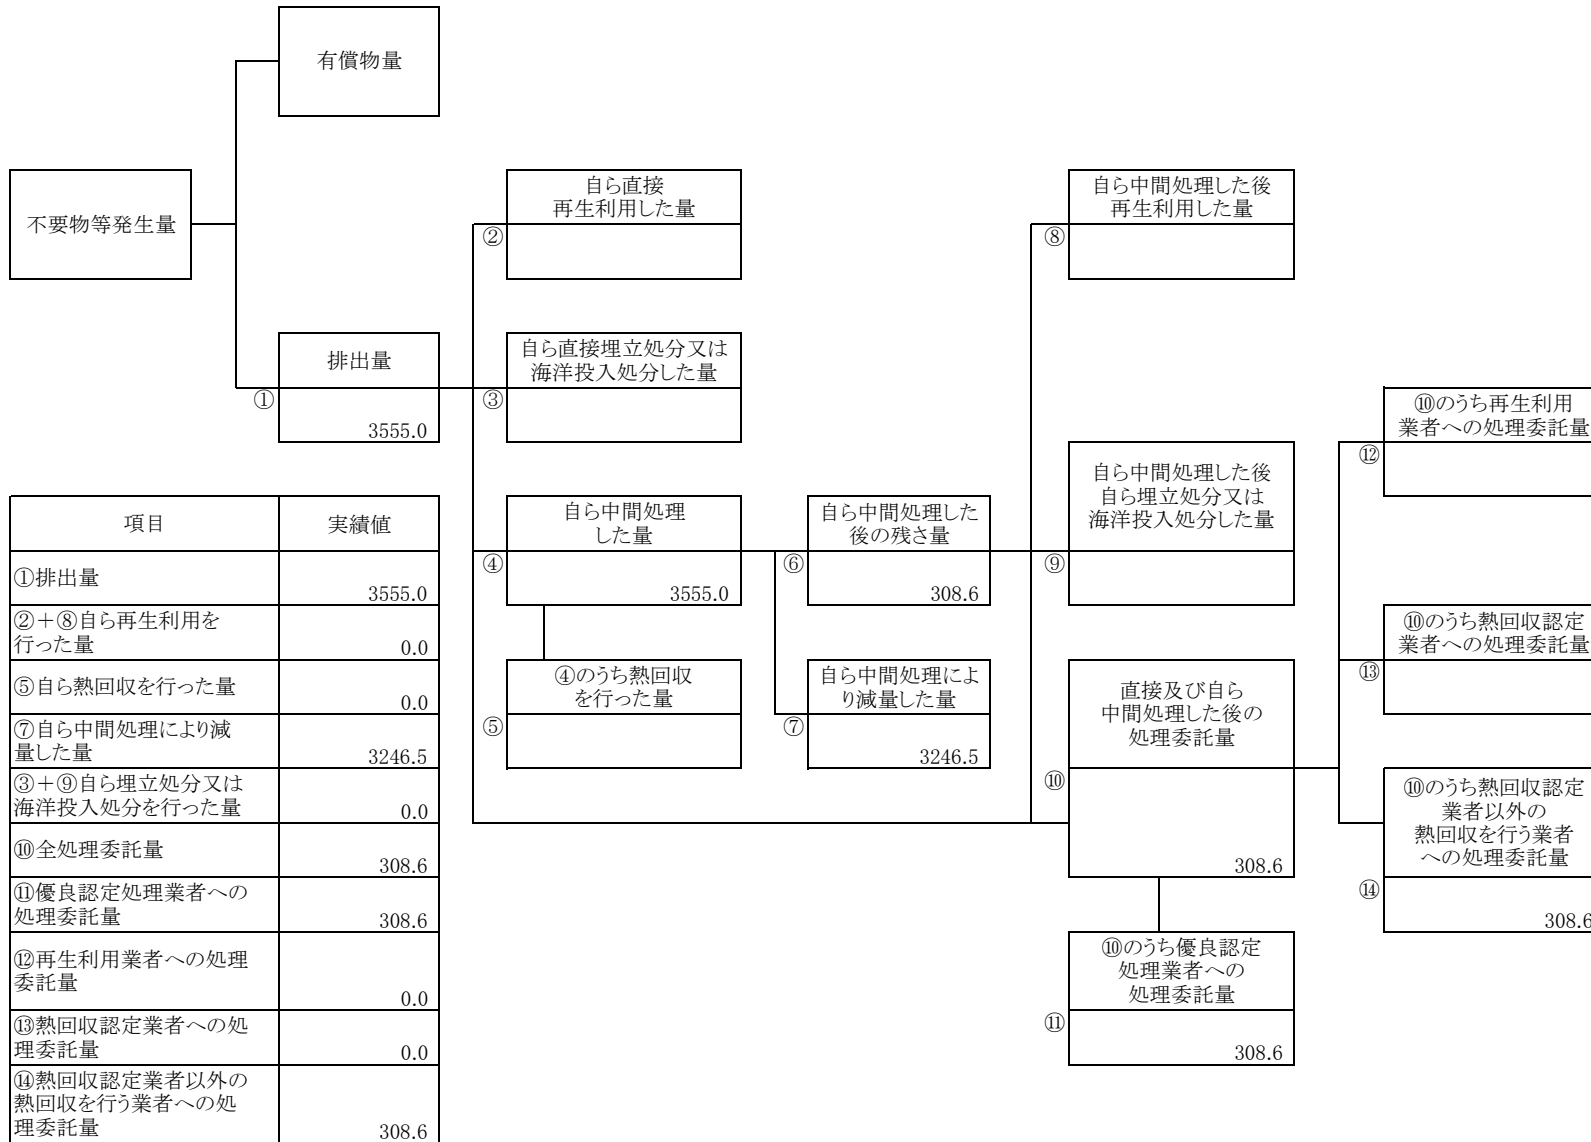 有償物量
不要物等発生量
排出量
①
3555.0
自ら直接
再生利用した量
②
自ら直接埋立処分又は
海洋投入処分した量
③
自ら中間処理
した量
④
3555.0
④のうち熱回収
を行った量
⑤
自ら中間処理した
後の残さ量
⑥
308.6
自ら中間処理によ
り減量した量
⑦
3246.5
自ら中間処理した後
再生利用した量
⑧
自ら中間処理した後
自ら埋立処分又は
海洋投入処分した量
⑨
直接及び自ら
中間処理した後の
処理委託量
⑩
308.6
⑩のうち優良認定
処理業者への
処理委託量
⑪
308.6
⑩のうち再生利用
業者への処理委託量
⑫
⑩のうち熱回収認定
業者への処理委託量
⑬
⑩のうち熱回収認定
業者以外の
熱回収を行う業者
への処理委託量
⑭
308.6
項目 実績値
①排出量
3555.0
②+⑧自ら再生利用を
行った量
0.0
⑤自ら熱回収を行った量
0.0
⑦自ら中間処理により減
量した量
3246.5
③+⑨自ら埋立処分又は
海洋投入処分を行った量
0.0
⑩全処理委託量
308.6
⑪優良認定処理業者への
処理委託量
308.6
⑫再生利用業者への処理
委託量
0.0
⑬熱回収認定業者への処
理委託量
0.0
⑭熱回収認定業者以外の
熱回収を行う業者への処
理委託量
308.6